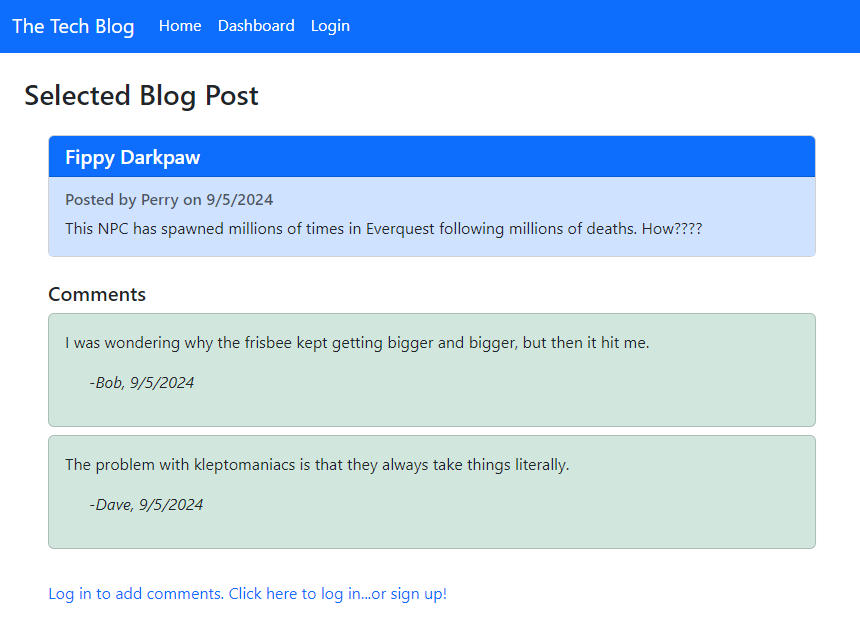 The Tech Blog Home Dashboard Login
Selected Blog Post
Fippy Darkpaw
Posted by Perry on 9/5/2024
This NPC has spawned millions of times in Everquest following millions of deaths. How????
Comments
I was wondering why the frisbee kept getting bigger and bigger, but then it hit me.
-Bob, 9/5/2024
The problem with kleptomaniacs is that they always take things literally.
-Dave, 9/5/2024
Log in to add comments. Click here to log in...or sign up!